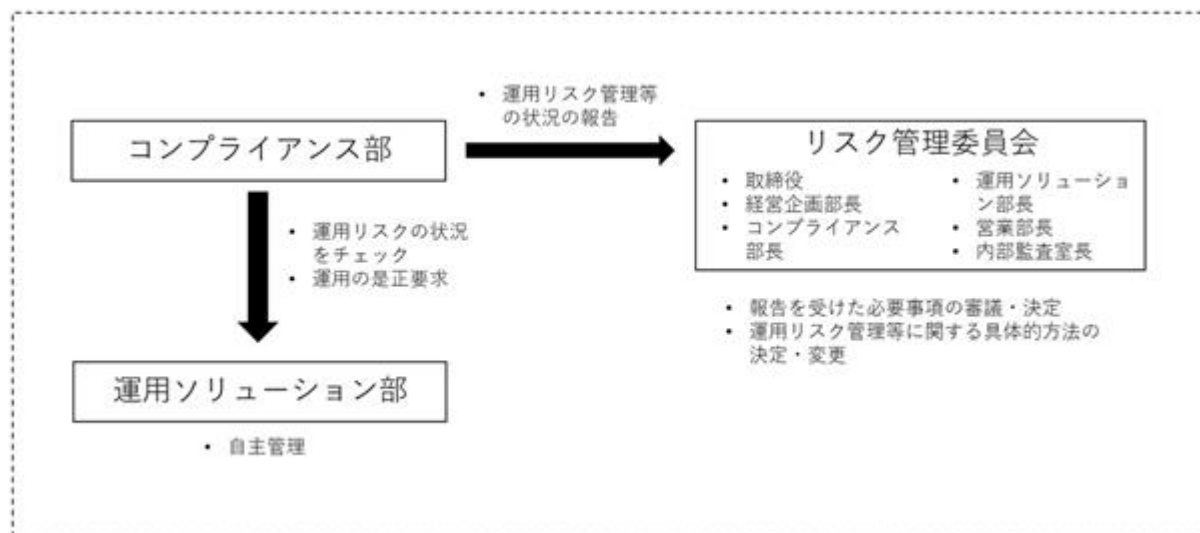 • 運用リスク管理等
の状況の報告
コンプライアンス部
リスク管理委員会
• 取締役
• 経営企画部長
• コンプライアンス
部長
• 運用ソリューショ
ン部長
• 営業部長
• 内部監査室長
• 運用リスクの状況
をチェック
• 運用の是正要求
• 報告を受けた必要事項の審議・決定
• 運用リスク管理等に関する具体的方法の
決定・変更
運用ソリューション部
• 自主管理